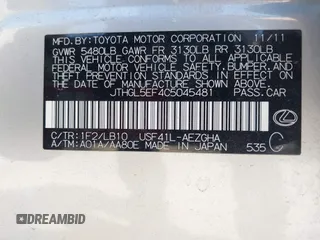 MFD.BY:TOYOTA MOTOR CORPORATION 11/11
GVWR 5480LB GAWR FR 3130LB RR 3130LB
THIS VEHICLE CONFORMS TO ALL APPLICABLE
FEDERAL MOTOR VEHICLE SAFETY, BUMPER, AND
THEFT PREVENTION STANDARDS IN EFFECT ON THE
DATE OF MANUFACTURE SHOWN ABOVE.
JTHGL5EF4C5045481 PASS.CAR
C/TR:1F2/LB10 USF41L-AEZGHA
A/TM:A01A/AA80E MADE IN JAPAN 535 C
DREAMBID